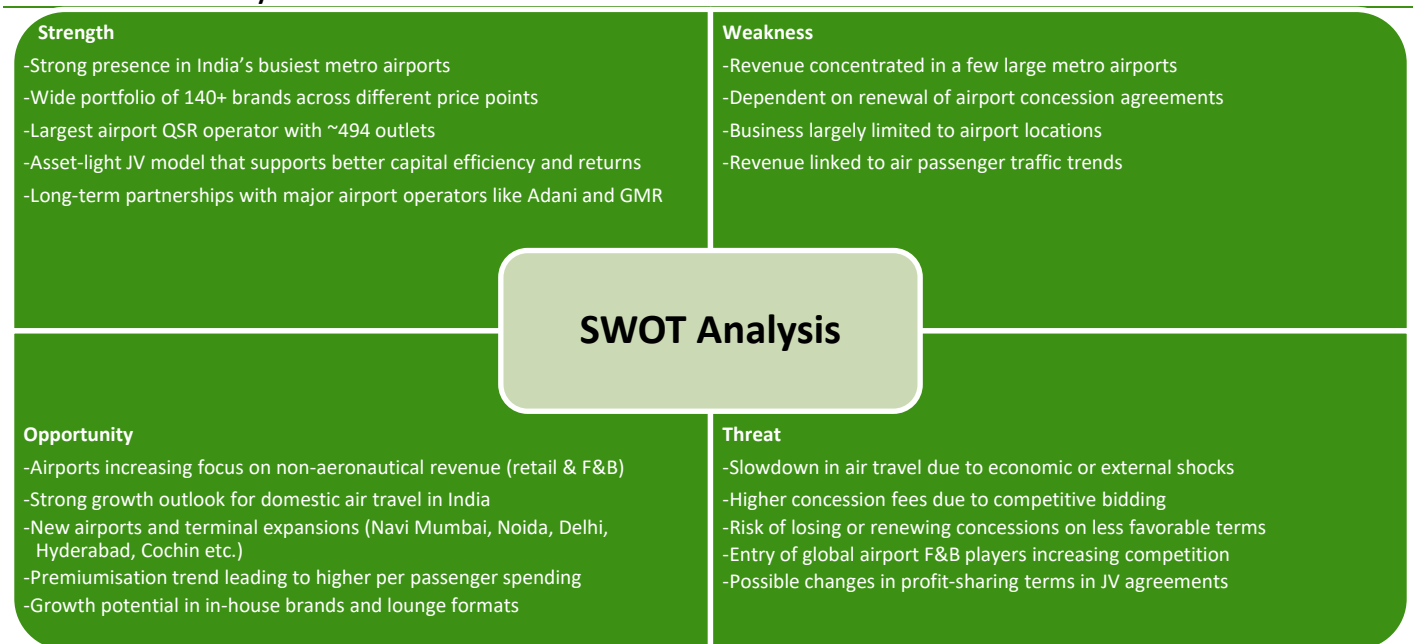 Strength
-Strong presence in India’s busiest metro airports
-Wide portfolio of 140+ brands across different price points
-Largest airport QSR operator with ~494 outlets
-Asset-light JV model that supports better capital efficiency and returns
-Long-term partnerships with major airport operators like Adani and GMR
Weakness
-Revenue concentrated in a few large metro airports
-Dependent on renewal of airport concession agreements
-Business largely limited to airport locations
-Revenue linked to air passenger traffic trends
SWOT Analysis
Opportunity
-Airports increasing focus on non-aeronautical revenue (retail & F&B)
-Strong growth outlook for domestic air travel in India
-New airports and terminal expansions (Navi Mumbai, Noida, Delhi,
Hyderabad, Cochin etc.)
-Premiumisation trend leading to higher per passenger spending
-Growth potential in in-house brands and lounge formats
Threat
-Slowdown in air travel due to economic or external shocks
-Higher concession fees due to competitive bidding
-Risk of losing or renewing concessions on less favorable terms
-Entry of global airport F&B players increasing competition
-Possible changes in profit-sharing terms in JV agreements